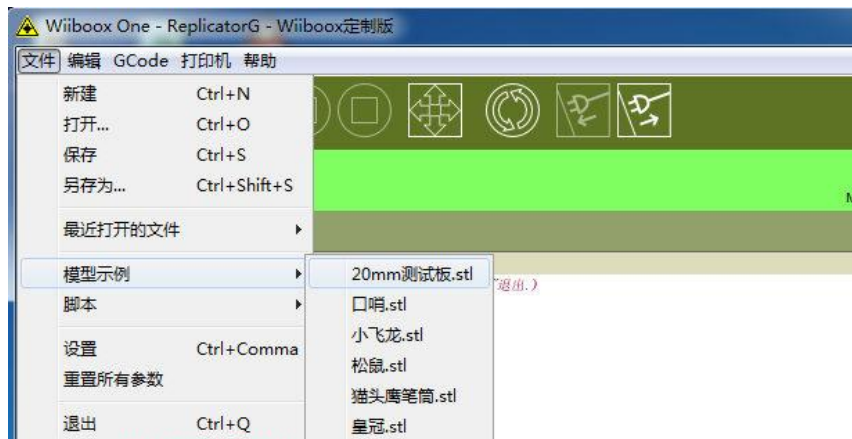 Wiiboox One - ReplicatorG - Wiiboox定制版
文件 编辑 GCode 打印机 帮助
新建 Ctrl+N
打开... Ctrl+O
保存 Ctrl+S
另存为... Ctrl+Shift+S
最近打开的文件
模型示例
脚本
设置 Ctrl+Comma
重置所有参数
退出 Ctrl+Q
20mm测试板.stl
口哨.stl
小飞龙.stl
松鼠.stl
猫头鹰笔筒.stl
皇冠.stl
退出.)